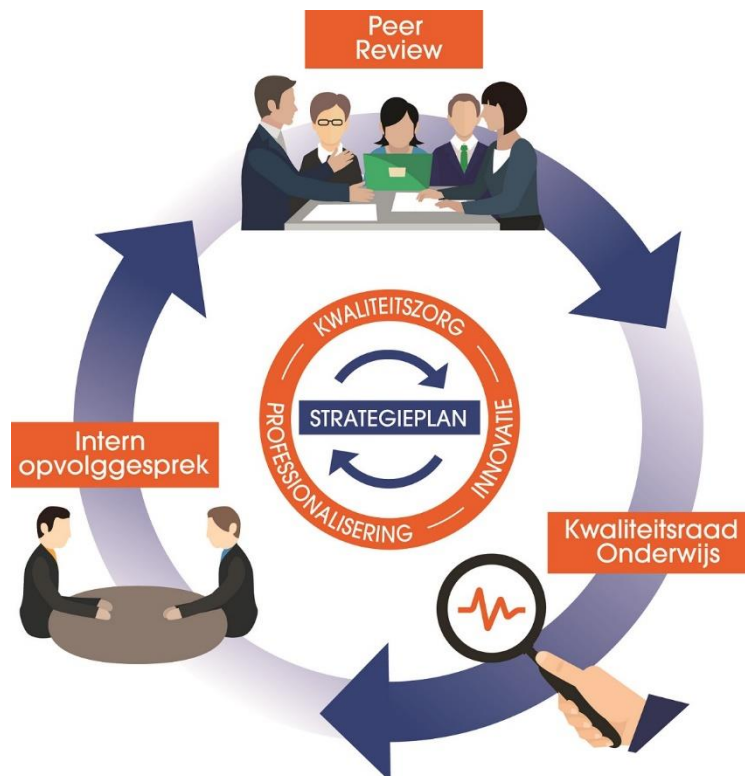 Peer
Review
KWALITEITSZORG
INNOVATIE
PROFESSIONALISERING
STRATEGIEPLAN
Intern
opvolggesprek
Kwaliteitsraad
Onderwijs